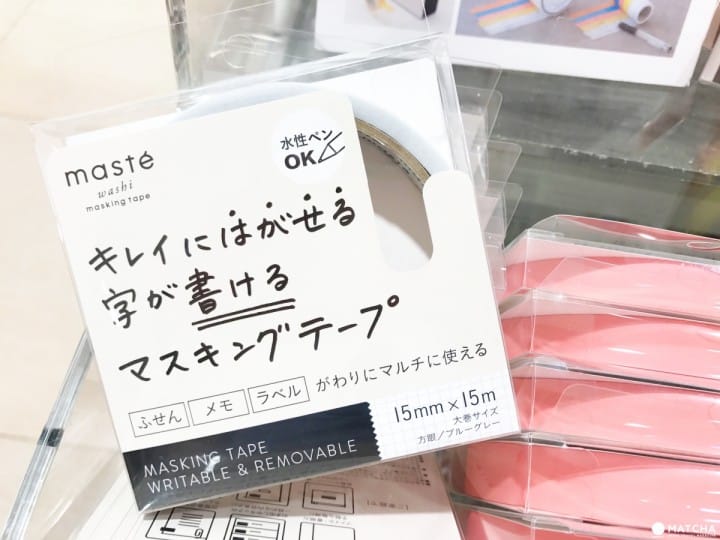 masté
washi
masking tape
水性ペン
OK
キレイにはがせる
字が書ける
マスキングテープ
ふせん メモ ラベル がわりにマルチに使える
15mm×15m
大巻サイズ
方眼／ブルーグレー
MASKING TAPE
WRITABLE & REMOVABLE
MATCHA